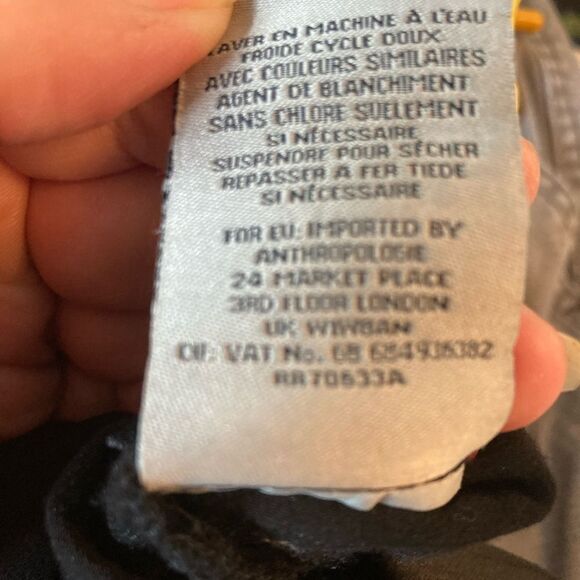 LAVER EN MACHINE À L'EAU
FROIDE CYCLE DOUX
AVEC COULEURS SIMILAIRES
AGENT DE BLANCHIMENT
SANS CHLORE SUELEMENT
SI NÉCESSAIRE
SUSPENDRE POUR SÉCHER
REPASSER À FER TIEDE
SI NÉCESSAIRE
FOR EU: IMPORTED BY
ANTHROPOLOGIE
24 MARKET PLACE
3RD FLOOR LONDON
UK W1W8AN
VAT No. GB 684936382
RR70633A